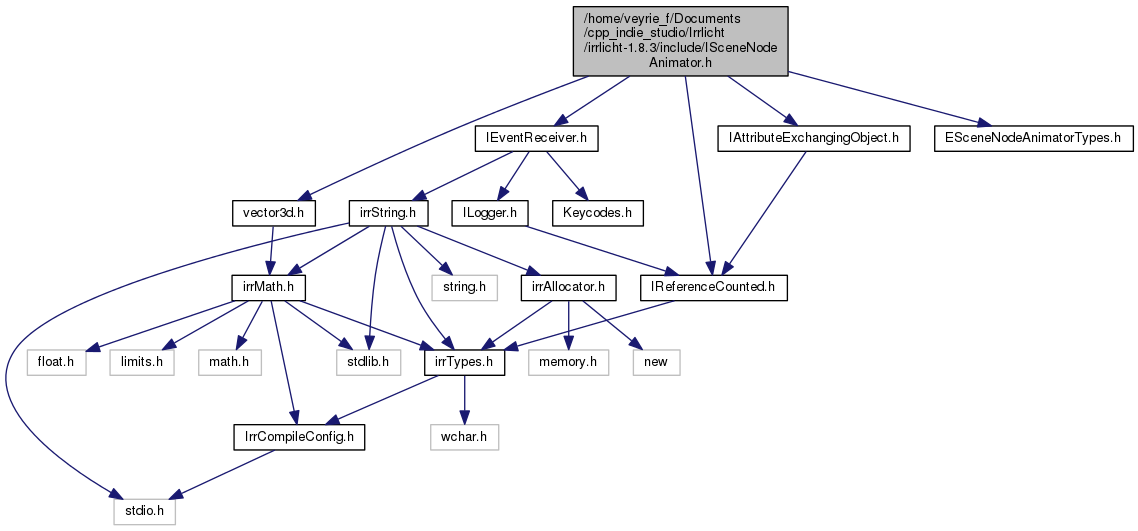 /home/veyrie_f/Documents
/cpp_indie_studio/Irrlicht
/irrlicht-1.8.3/include/ISceneNode
Animator.h
IEventReceiver.h
IAttributeExchangingObject.h
ESceneNodeAnimatorTypes.h
vector3d.h
irrString.h
ILogger.h
Keycodes.h
irrMath.h
string.h
irrAllocator.h
IReferenceCounted.h
float.h
limits.h
math.h
stdlib.h
irrTypes.h
memory.h
new
IrrCompileConfig.h
wchar.h
stdio.h